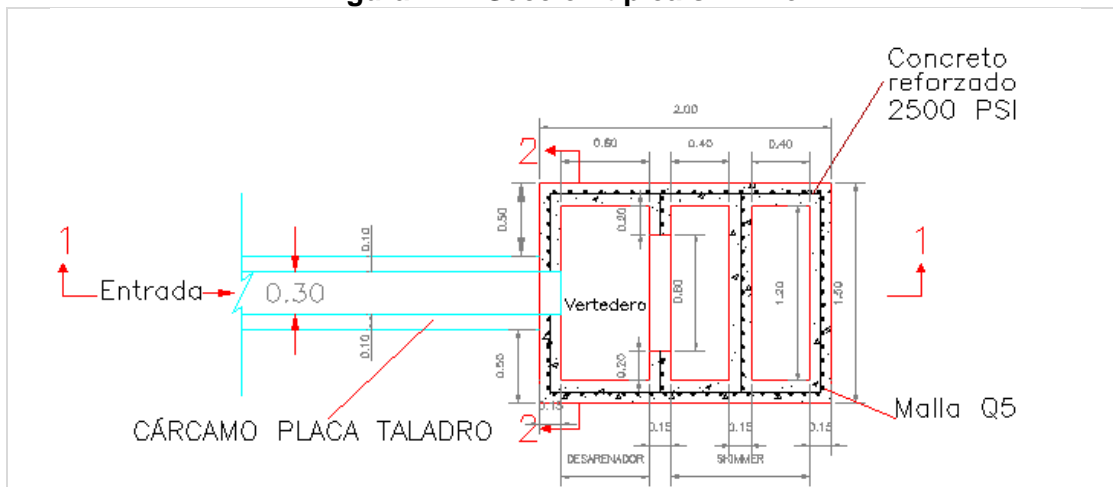 Concreto
reforzado
2500 PSI
2.00
2
0.60
0.40
0.40
0.50
0.20
1
0.10
1
Entrada
0.30
Vertedero
0.80
1.20
1.50
0.10
0.50
0.20
Malla Q5
CÁRCAMO PLACA TALADRO
0.15
2
0.15
0.15
0.15
DESARENADOR
SKIMMER